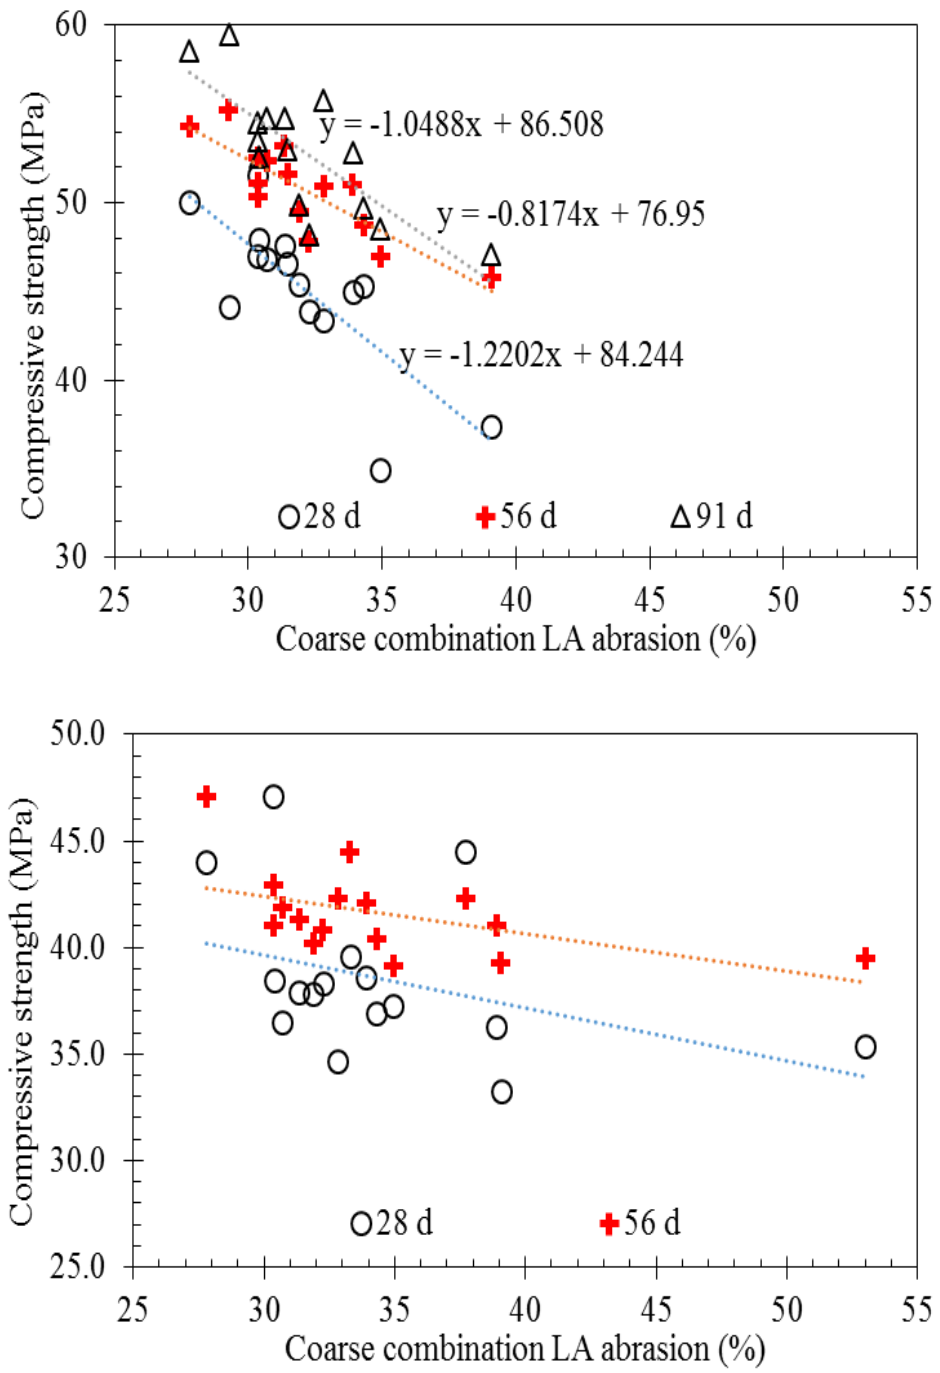 60
50
40
30
Compressive strength (MPa)
y = -1.0488x + 86.508
y = -0.8174x + 76.95
y = -1.2202x + 84.244
28 d 56 d 91 d
25 30 35 40 45 50 55
Coarse combination LA abrasion (%)
50.0
45.0
40.0
35.0
30.0
25.0
Compressive strength (MPa)
28 d 56 d
25 30 35 40 45 50 55
Coarse combination LA abrasion (%)